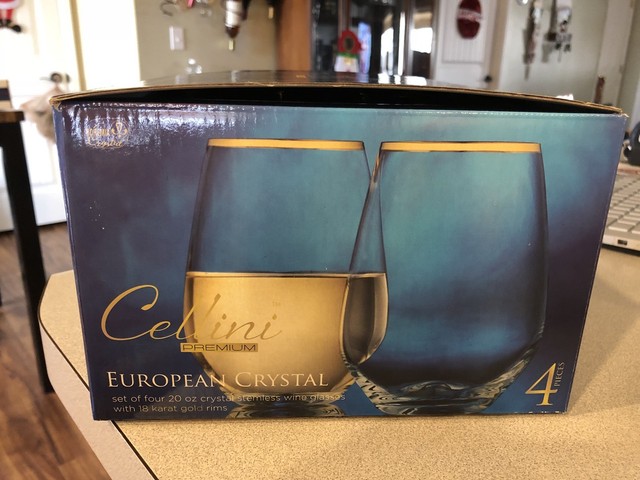 Cellini
PREMIUM
EUROPEAN CRYSTAL
set of four 20 oz crystal stemless wine glasses
with 18 karat gold rims
4 PIECES